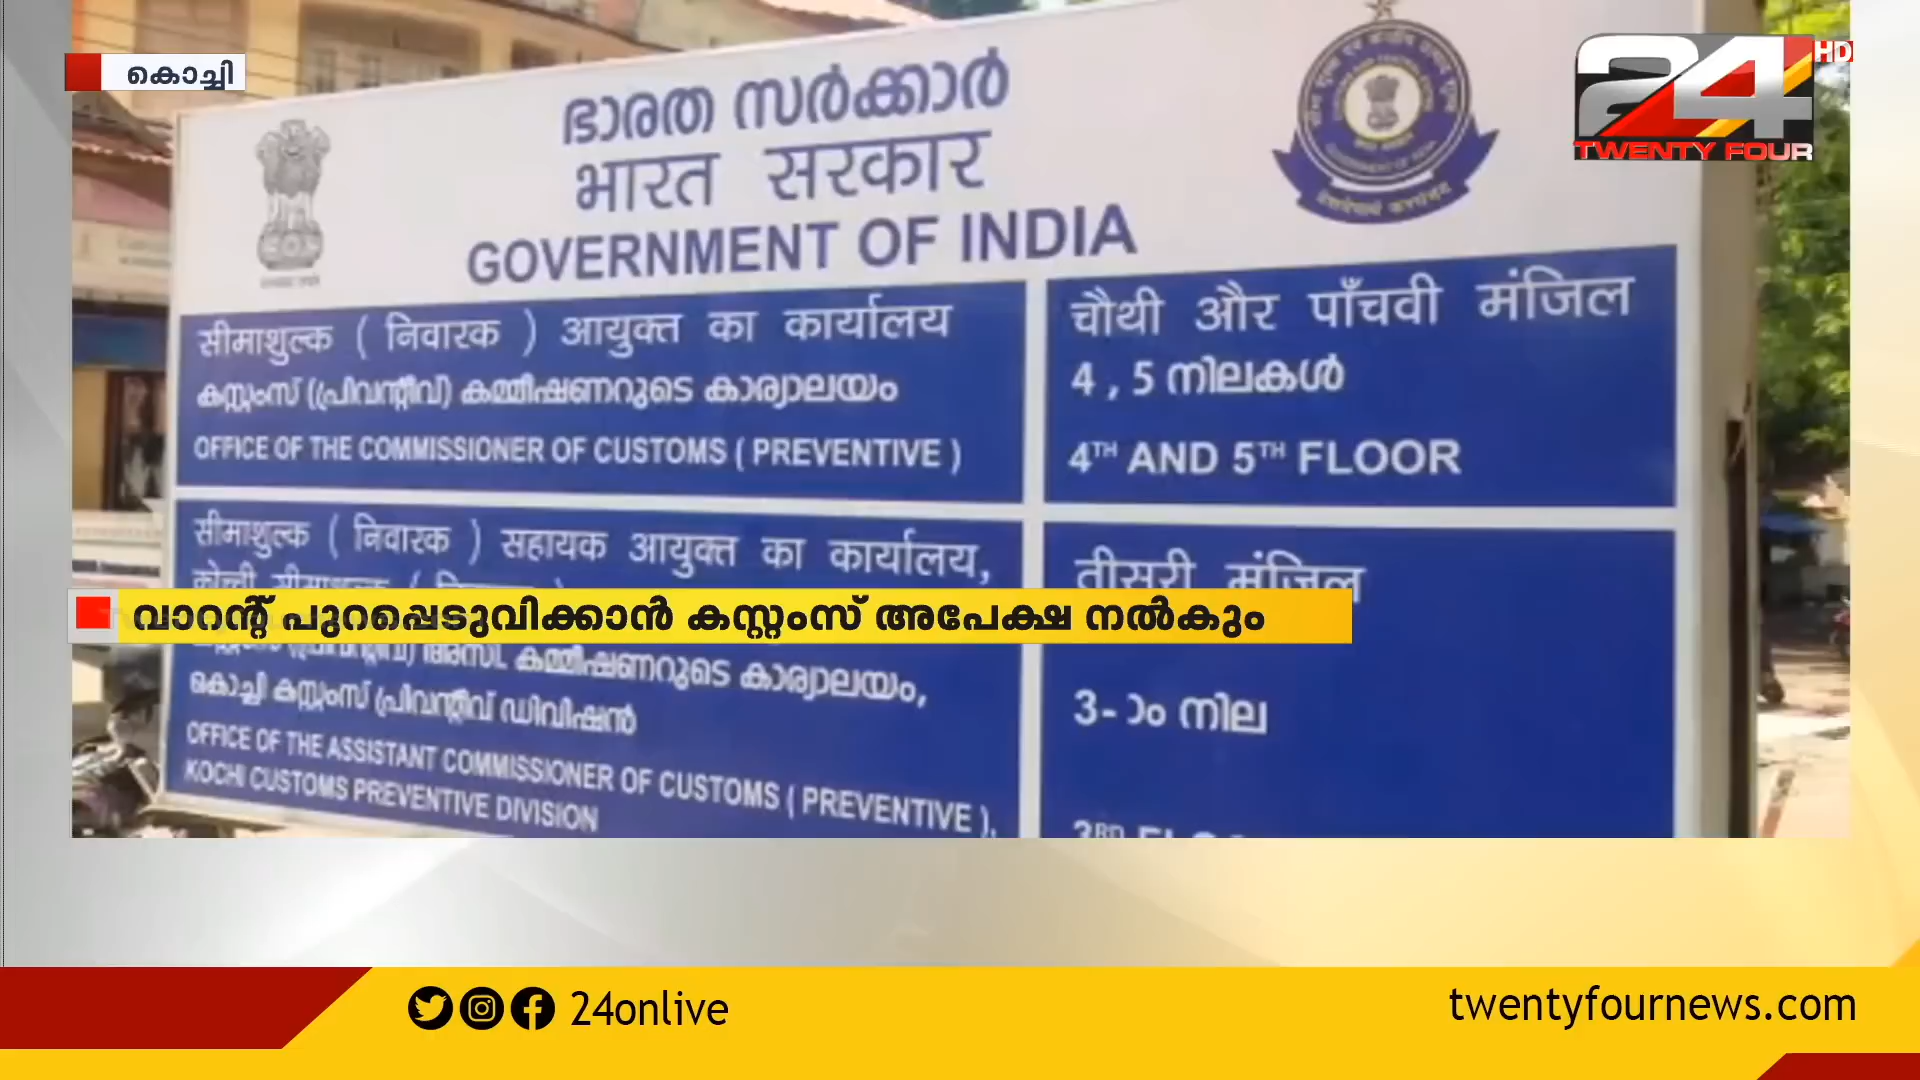 കൊച്ചി
24
HD
TWENTY FOUR
ഭാരത സർക്കാർ
भारत सरकार
GOVERNMENT OF INDIA
सीमाशुल्क ( निवारक ) आयुक्त का कार्यालय
കസ്റ്റംസ് (പ്രിവന്റീവ്) കമ്മീഷണറുടെ കാര്യാലയം
OFFICE OF THE COMMISSIONER OF CUSTOMS ( PREVENTIVE )
चौथी और पाँचवी मंजिल
4 , 5 നിലകൾ
4TH AND 5TH FLOOR
सीमाशुल्क ( निवारक ) सहायक आयुक्त का कार्यालय,
तीसरी मंजिल
വാറന്റ് പുറപ്പെടുവിക്കാൻ കസ്റ്റംസ് അപേക്ഷ നൽകും
കമ്മീഷണറുടെ കാര്യാലയം,
കൊച്ചി കസ്റ്റംസ് പ്രിവന്റീവ് ഡിവിഷൻ
OFFICE OF THE ASSISTANT COMMISSIONER OF CUSTOMS ( PREVENTIVE ),
KOCHI CUSTOMS PREVENTIVE DIVISION
3-ാം നില
24onlive
twentyfournews.com